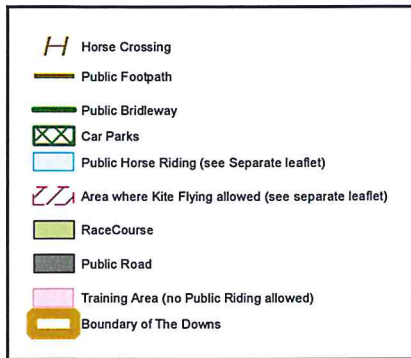 Horse Crossing
Public Footpath
Public Bridleway
Car Parks
Public Horse Riding (see Separate leaflet)
Area where Kite Flying allowed (see separate leaflet)
RaceCourse
Public Road
Training Area (no Public Riding allowed)
Boundary of The Downs